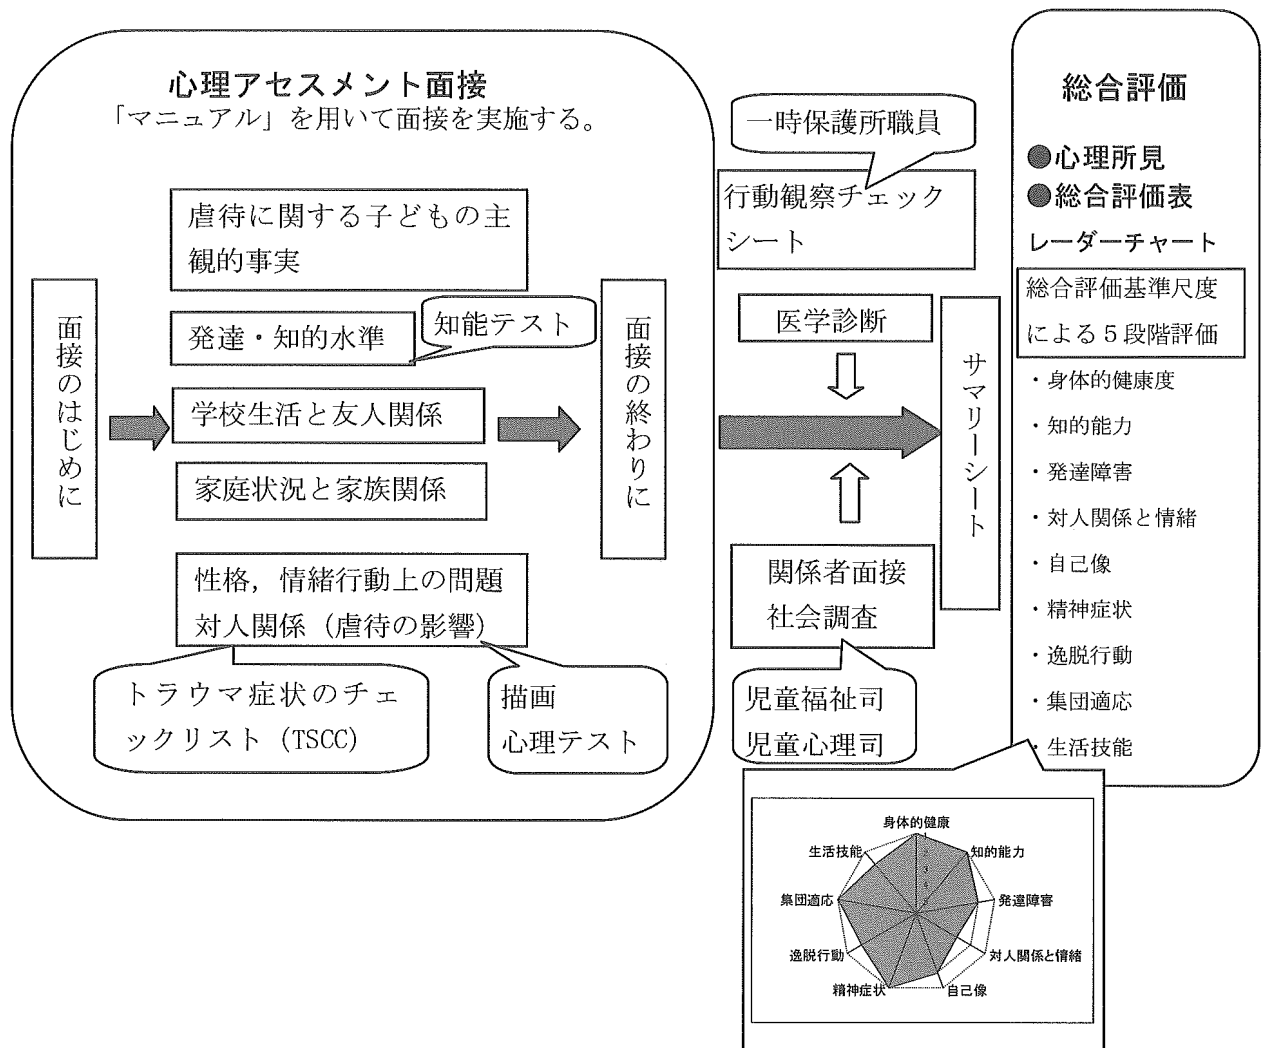 心理アセスメント面接
「マニュアル」を用いて面接を実施する。
面接のはじめに
虐待に関する子どもの主
観的事実
発達・知的水準
知能テスト
学校生活と友人関係
家庭状況と家族関係
性格，情緒行動上の問題
対人関係（虐待の影響）
トラウマ症状のチェ
ックリスト（TSCC）
描画
心理テスト
面接の終わりに
一時保護所職員
行動観察チェック
シート
医学診断
関係者面接
社会調査
児童福祉司
児童心理司
サマリーシート
総合評価
●心理所見
●総合評価表
レーダーチャート
総合評価基準尺度
による５段階評価
・身体的健康度
・知的能力
・発達障害
・対人関係と情緒
・自己像
・精神症状
・逸脱行動
・集団適応
・生活技能
身体的健康
知的能力
発達障害
対人関係と情緒
自己像
精神症状
逸脱行動
集団適応
生活技能
1
2
3
4